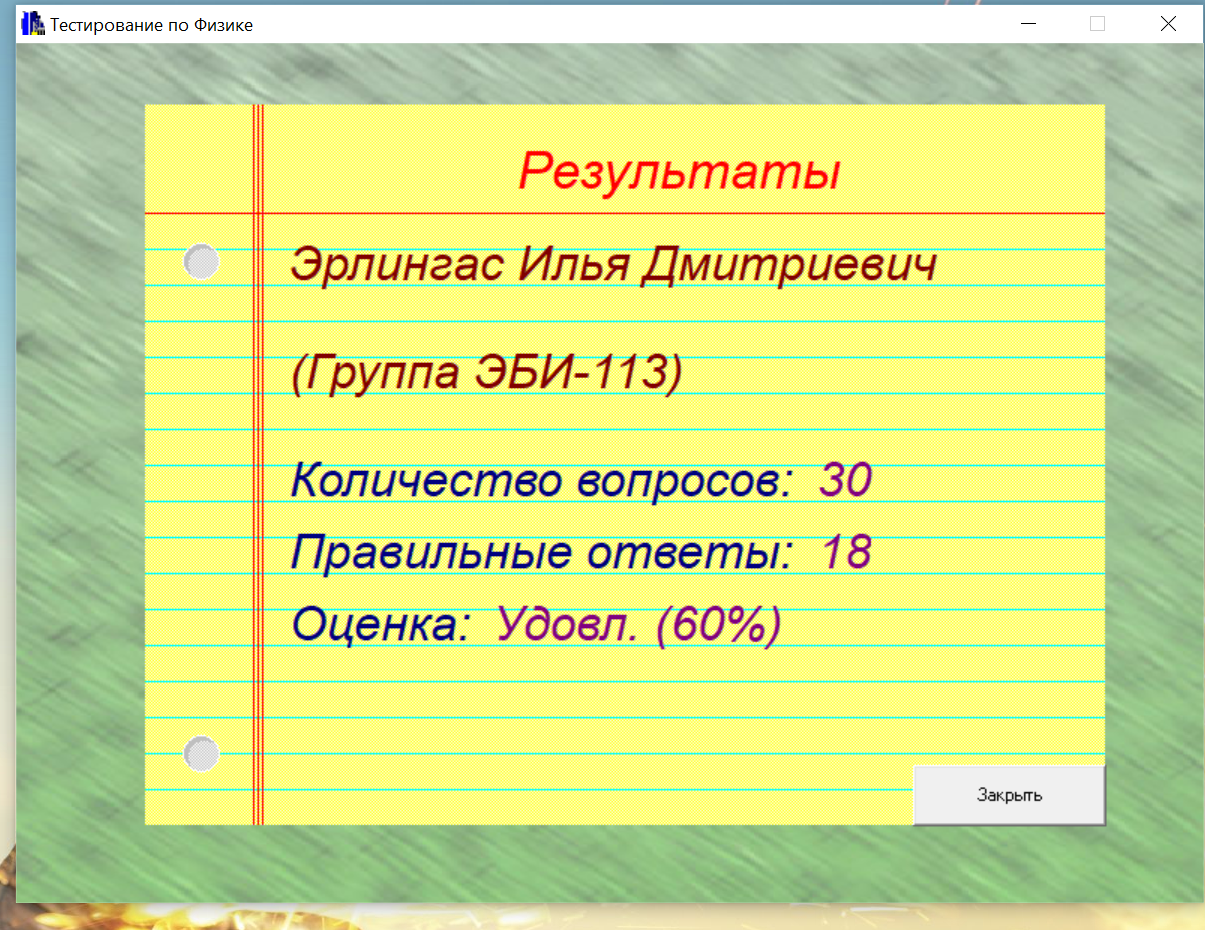 Тестирование по Физике
Результаты
Эрлингас Илья Дмитриевич
(Группа ЭБИ-113)
Количество вопросов: 30
Правильные ответы: 18
Оценка: Удовл. (60%)
Закрыть